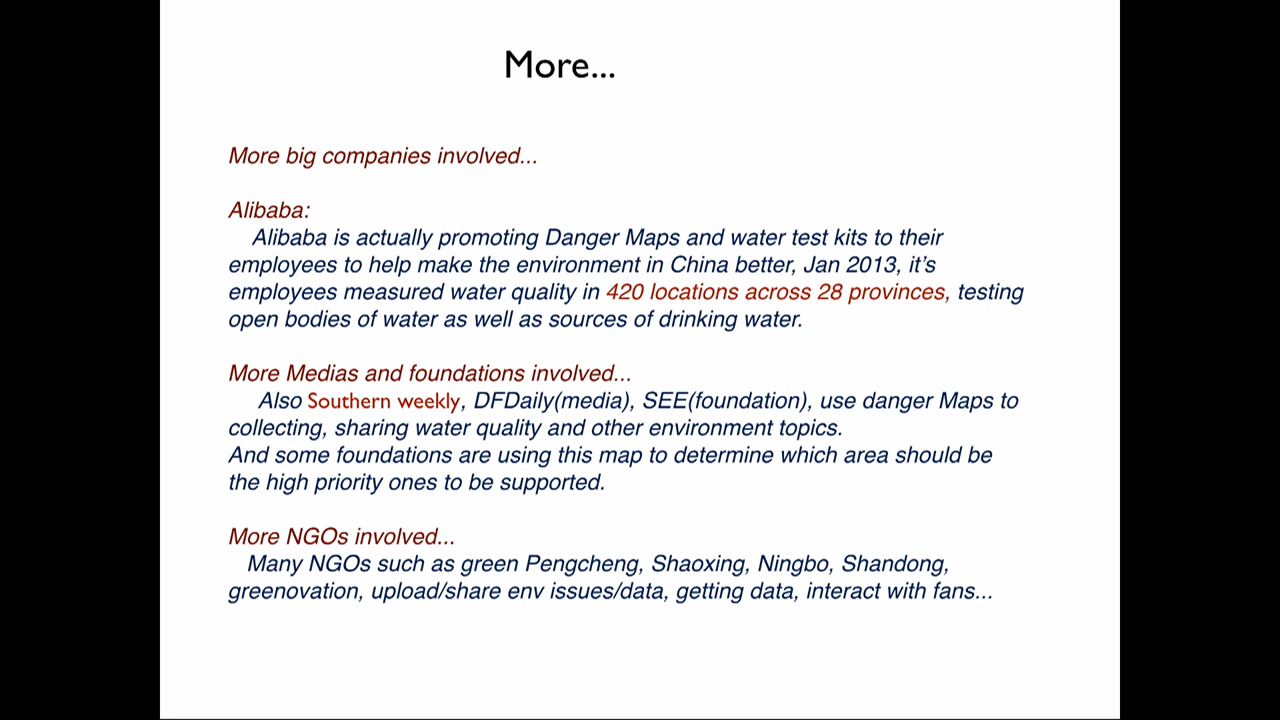 More...
More big companies involved...
Alibaba:
Alibaba is actually promoting Danger Maps and water test kits to their
employees to help make the environment in China better, Jan 2013, it's
employees measured water quality in 420 locations across 28 provinces, testing
open bodies of water as well as sources of drinking water.
More Medias and foundations involved...
Also Southern weekly, DFDaily(media), SEE(foundation), use danger Maps to
collecting, sharing water quality and other environment topics.
And some foundations are using this map to determine which area should be
the high priority ones to be supported.
More NGOs involved...
Many NGOs such as green Pengcheng, Shaoxing, Ningbo, Shandong,
greenovation, upload/share env issues/data, getting data, interact with fans...